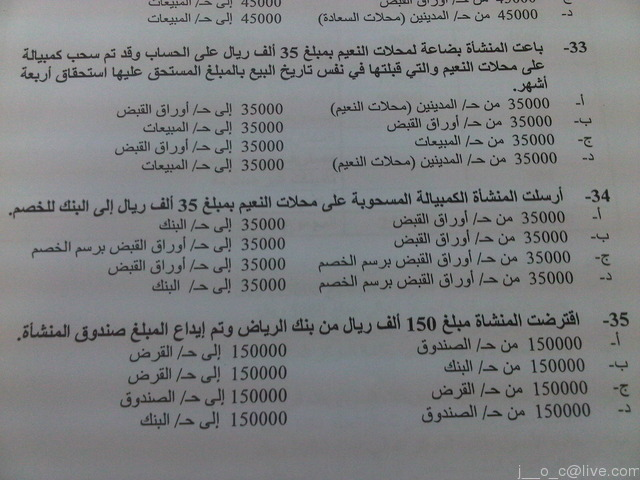 45000 من حـ/ أوراق القبض 45000 إلى حـ/ المبيعات
د- 45000 من حـ/ المدينين (محلات السعادة) 45000 إلى حـ/ المبيعات
33- باعت المنشأة بضاعة لمحلات النعيم بمبلغ 35 ألف ريال على الحساب وقد تم سحب كمبيالة
على محلات النعيم والتي قبلتها في نفس تاريخ البيع بالمبلغ المستحق عليها استحقاق أربعة
أشهر.
أ- 35000 من حـ/ المدينين (محلات النعيم) 35000 إلى حـ/ أوراق القبض
ب- 35000 من حـ/ أوراق القبض 35000 إلى حـ/ المبيعات
ج- 35000 من حـ/ المبيعات 35000 إلى حـ/ أوراق القبض
د- 35000 من حـ/ المدينين (محلات النعيم) 35000 إلى حـ/ المبيعات
34- أرسلت المنشأة الكمبيالة المسحوبة على محلات النعيم بمبلغ 35 ألف ريال إلى البنك للخصم.
أ- 35000 من حـ/ أوراق القبض 35000 إلى حـ/ البنك
ب- 35000 من حـ/ أوراق القبض 35000 إلى حـ/ أوراق القبض برسم الخصم
ج- 35000 من حـ/ أوراق القبض برسم الخصم 35000 إلى حـ/ أوراق القبض
د- 35000 من حـ/ أوراق القبض برسم الخصم 35000 إلى حـ/ البنك
35- اقترضت المنشاة مبلغ 150 ألف ريال من بنك الرياض وتم إيداع المبلغ صندوق المنشأة.
أ- 150000 من حـ/ الصندوق 150000 إلى حـ/ القرض
ب- 150000 من حـ/ البنك 150000 إلى حـ/ القرض
ج- 150000 من حـ/ القرض 150000 إلى حـ/ الصندوق
د- 150000 من حـ/ الصندوق 150000 إلى حـ/ البنك
j__o_c@live.com